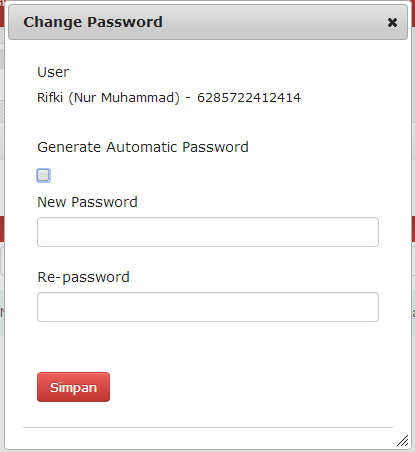 Change Password
User
Rifki (Nur Muhammad) - 6285722412414
Generate Automatic Password
New Password
Re-password
Simpan